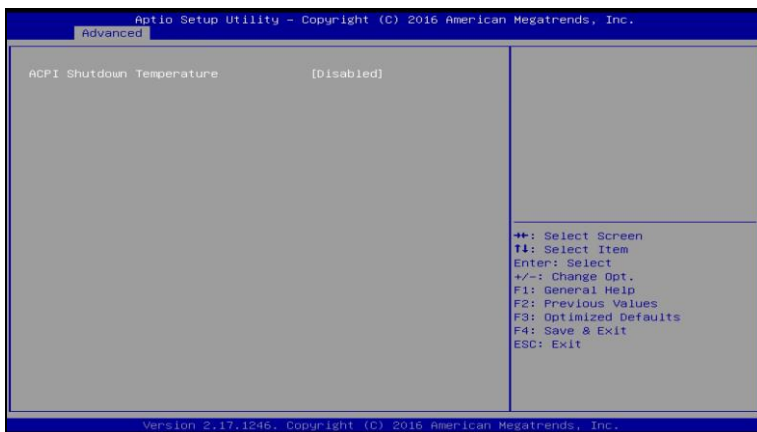 Aptio Setup Utility – Copyright (C) 2016 American Megatrends, Inc.
Advanced
ACPI Shutdown Temperature [Disabled]
→←: Select Screen
↑↓: Select Item
Enter: Select
+/-: Change Opt.
F1: General Help
F2: Previous Values
F3: Optimized Defaults
F4: Save & Exit
ESC: Exit
Version 2.17.1246. Copyright (C) 2016 American Megatrends, Inc.